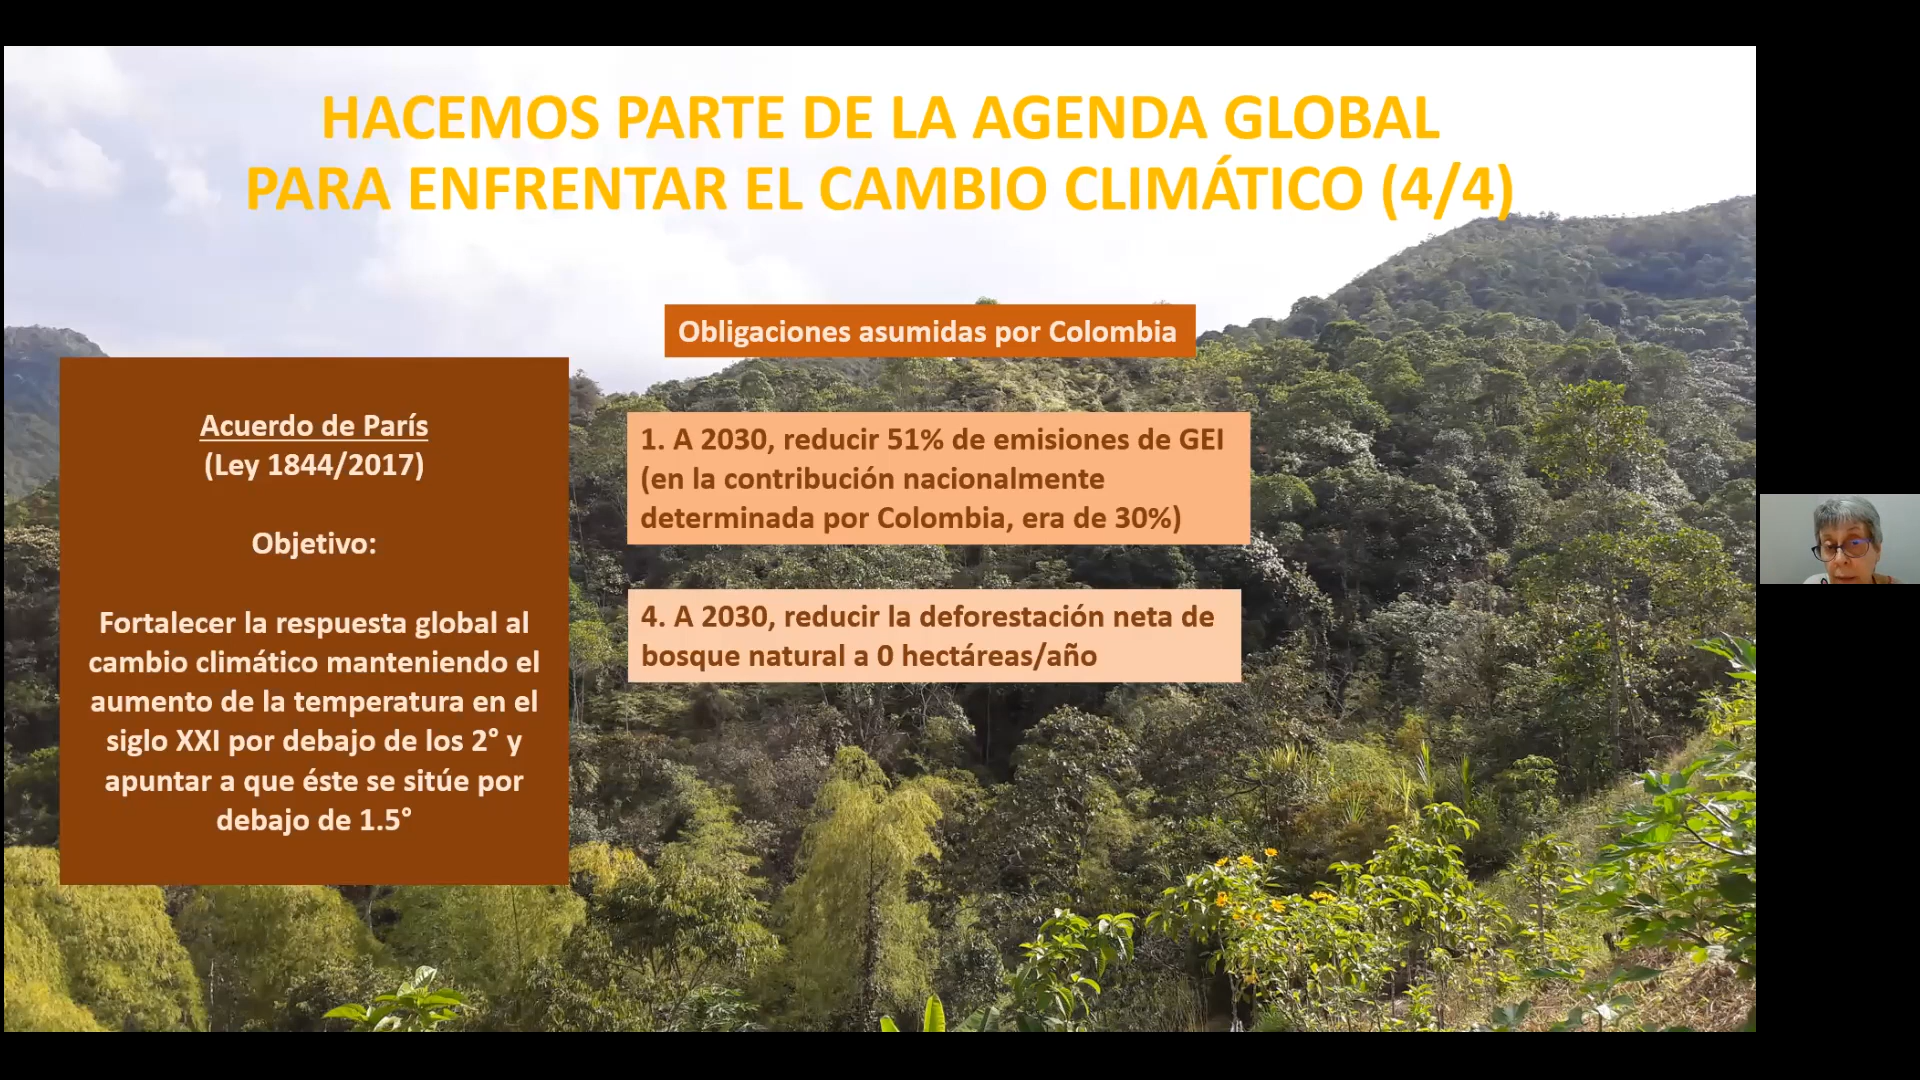 HACEMOS PARTE DE LA AGENDA GLOBAL
PARA ENFRENTAR EL CAMBIO CLIMÁTICO (4/4)
Obligaciones asumidas por Colombia
Acuerdo de París
(Ley 1844/2017)
Objetivo:
Fortalecer la respuesta global al
cambio climático manteniendo el
aumento de la temperatura en el
siglo XXI por debajo de los 2° y
apuntar a que éste se sitúe por
debajo de 1.5°
1. A 2030, reducir 51% de emisiones de GEI
(en la contribución nacionalmente
determinada por Colombia, era de 30%)
4. A 2030, reducir la deforestación neta de
bosque natural a 0 hectáreas/año